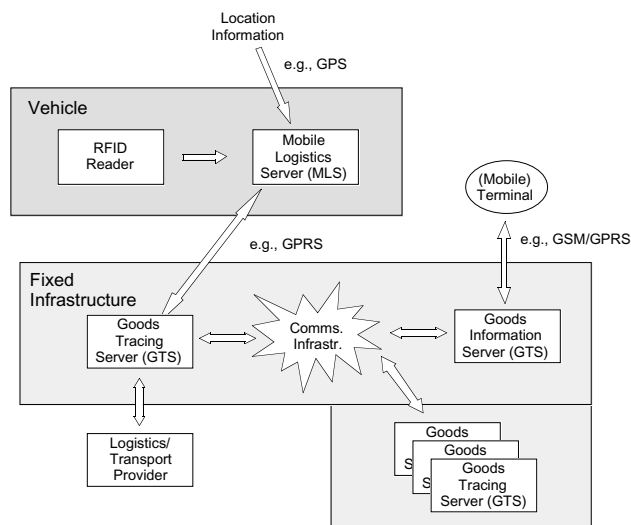 Location
Information
e.g., GPS
Vehicle
RFID
Reader
Mobile
Logistics
Server (MLS)
(Mobile)
Terminal
e.g., GPRS
e.g., GSM/GPRS
Fixed
Infrastructure
Goods
Tracing
Server (GTS)
Comms.
Infrastr.
Goods
Information
Server (GTS)
Logistics/
Transport
Provider
Goods
S
Goods
S
Goods
Tracing
Server (GTS)